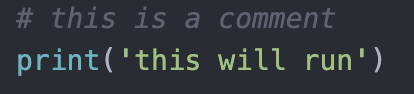 # this is a comment
print('this will run')